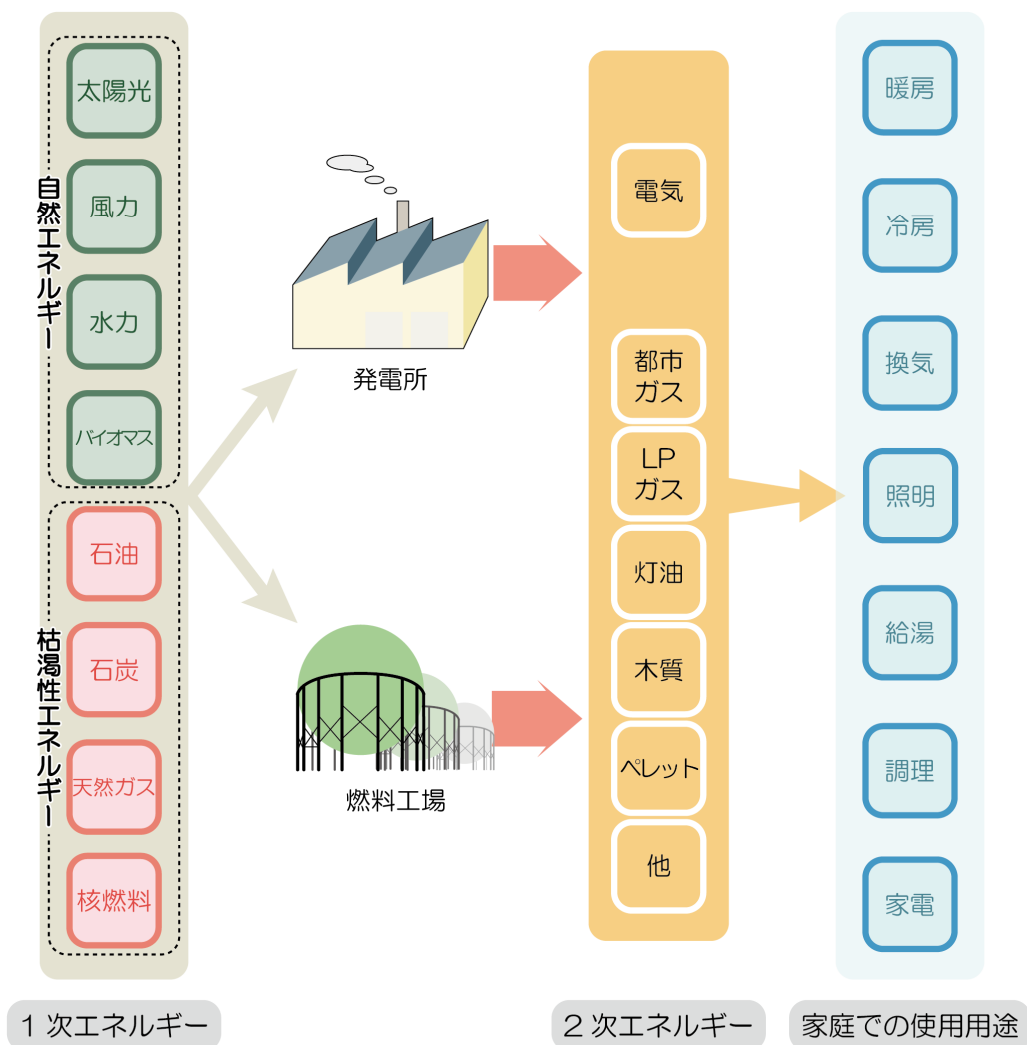 自然エネルギー
太陽光
風力
水力
バイオマス
枯渇性エネルギー
石油
石炭
天然ガス
核燃料
1次エネルギー
発電所
燃料工場
電気
都市
ガス
LP
ガス
灯油
木質
ペレット
他
2次エネルギー
暖房
冷房
換気
照明
給湯
調理
家電
家庭での使用用途